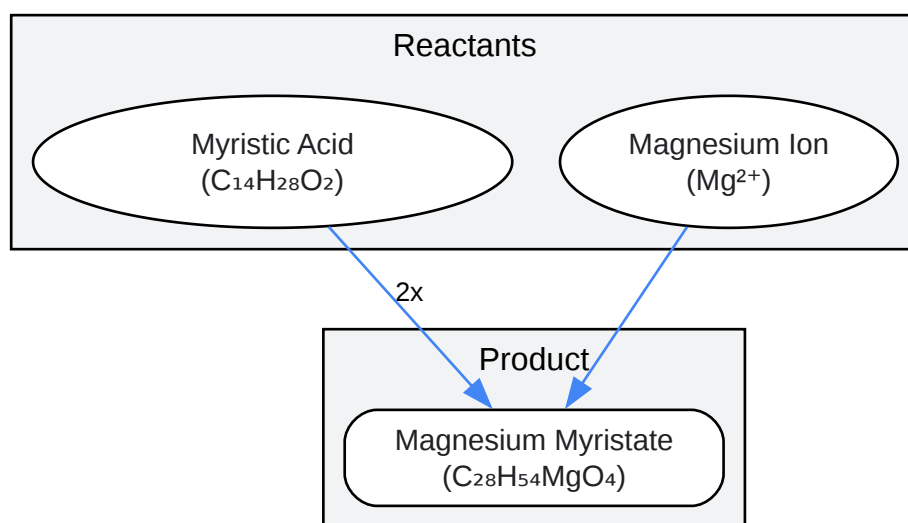 Reactants
Myristic Acid
(C₁₄H₂₈O₂)
Magnesium Ion
(Mg²⁺)
2x
Product
Magnesium Myristate
(C₂₈H₅₄MgO₄)